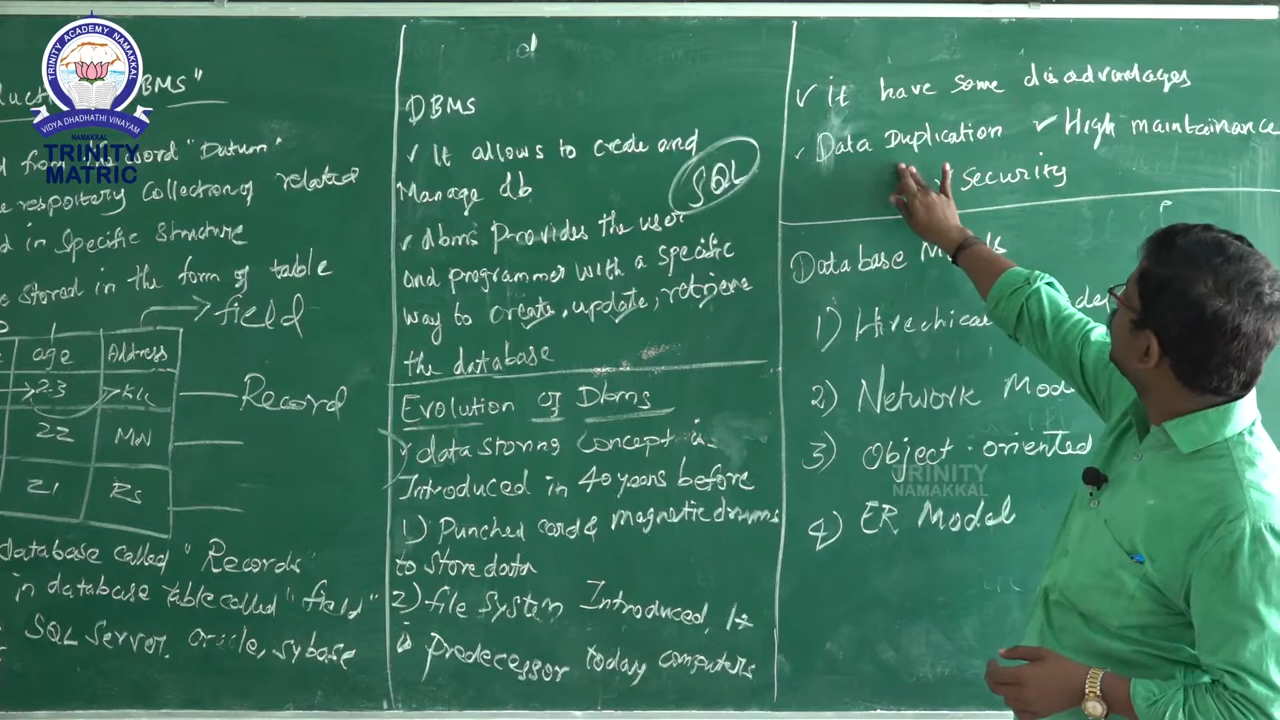 TRINITY ACADEMY NAMAKKAL
VIDYA DHADHATHI VINAYAM
NAMAKKAL
TRINITY
MATRIC
BMS"
from word "Datum"
respoitary Collection of related
in Specific Structure
stored in the form of table
age Address
field
23 KLK
Record
22 MN
21 Rs
database called "Records"
in database table called "field"
SQL Server, oracle, sybase
d
DBMS
✓ It allows to create and
Manage db
SQL
✓ dbms provides the user
and programmer with a specific
way to create, update, retrieve
the database
Evolution of Dbms
data storing concept is
Introduced in 40 years before
1) Punched card & magnetic drums
to store data
2) file system Introduced, It
is predecessor today computers
✓ it have some disadvantages
✓ Data Duplication ✓ High maintainance
✓ security
Database
1) Hirechical
2) Network Mod
3) Object-oriented
4) ER Model
TRINITY
NAMAKKAL